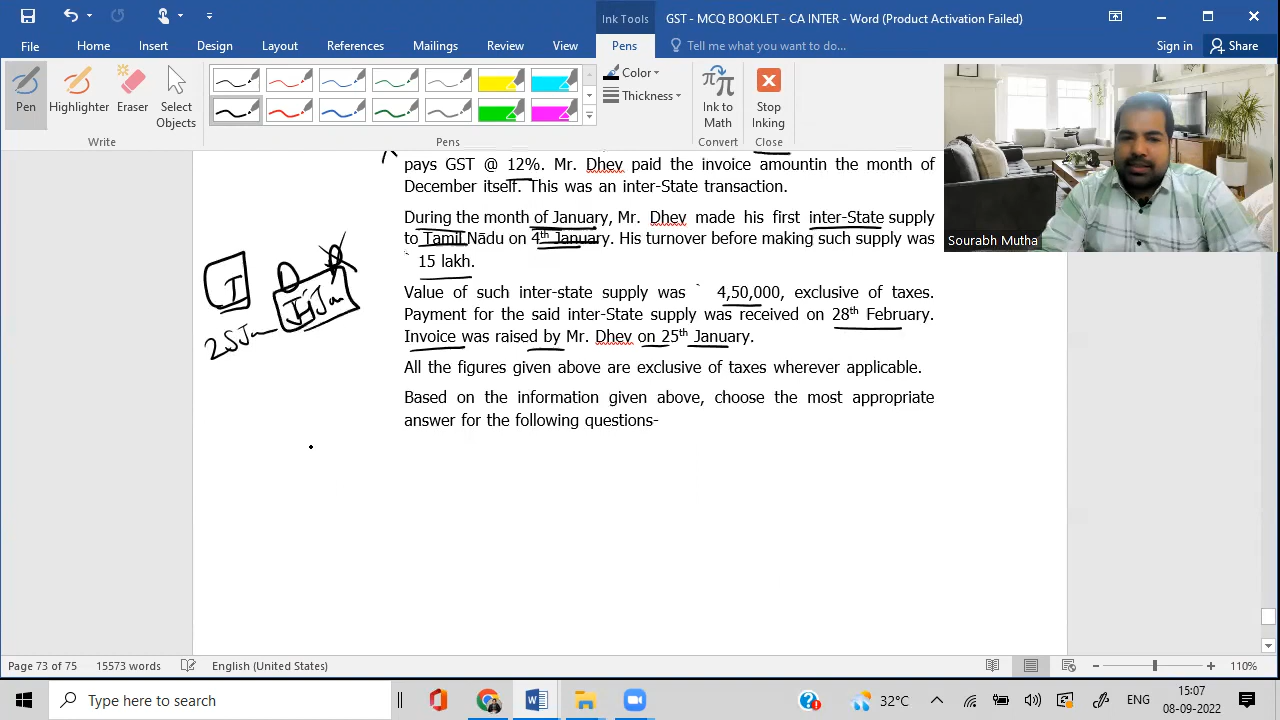 GST - MCQ BOOKLET - CA INTER - Word (Product Activation Failed)
Ink Tools
File Home Insert Design Layout References Mailings Review View Pens Tell me what you want to do... Sign in Share
Pen Highlighter Eraser Select Objects
Color
Thickness
Ink to Math
Stop Inking
Write Pens Convert Close
pays GST @ 12%. Mr. Dhev paid the invoice amountin the month of
December itself. This was an inter-State transaction.
During the month of January, Mr. Dhev made his first inter-State supply
to Tamil Nādu on 4th January. His turnover before making such supply was
` 15 lakh.
Value of such inter-state supply was ` 4,50,000, exclusive of taxes.
Payment for the said inter-State supply was received on 28th February.
Invoice was raised by Mr. Dhev on 25th January.
All the figures given above are exclusive of taxes wherever applicable.
Based on the information given above, choose the most appropriate
answer for the following questions-
I
25 Jan
Sourabh Mutha
Page 73 of 75 15573 words English (United States) 110%
Type here to search 32°C ENG 15:07
08-09-2022